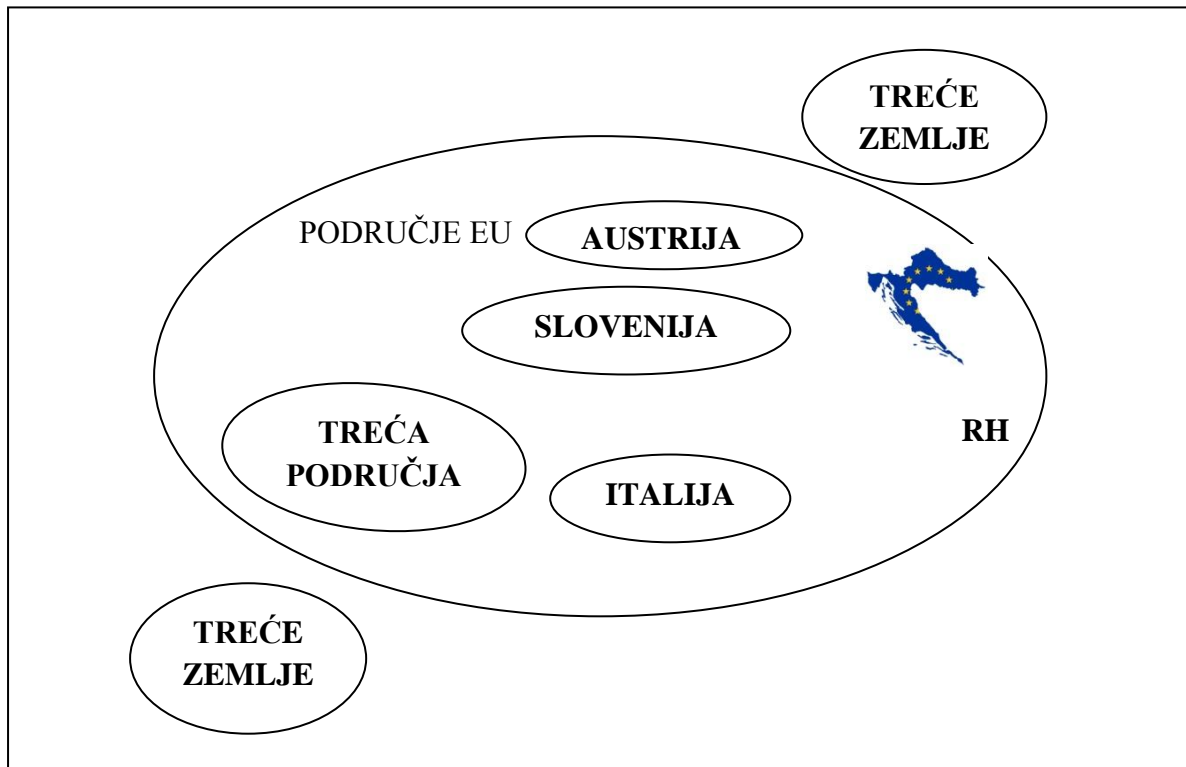 TREĆE
ZEMLJE
PODRUČJE EU
AUSTRIJA
SLOVENIJA
TREĆA
PODRUČJA
RH
ITALIJA
TREĆE
ZEMLJE